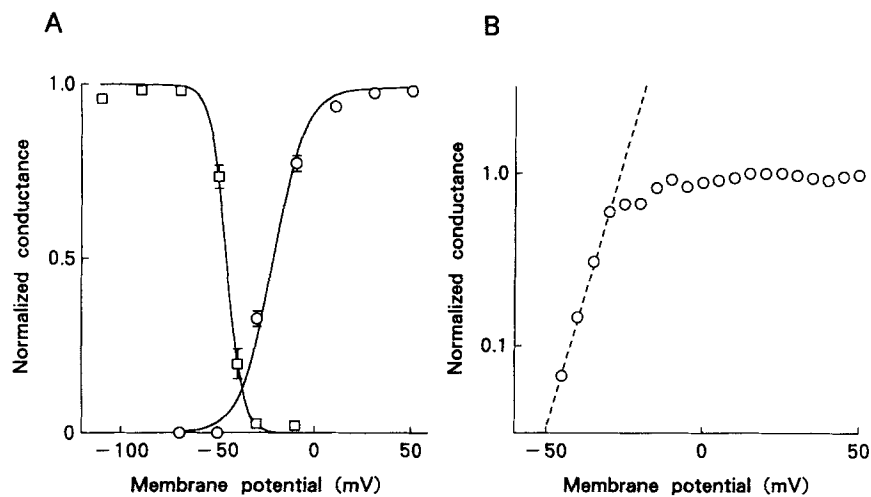 A
Normalized conductance
1.0
0.5
0
−100
−50
0
50
Membrane potential (mV)
B
Normalized conductance
1.0
0.1
−50
0
50
Membrane potential (mV)